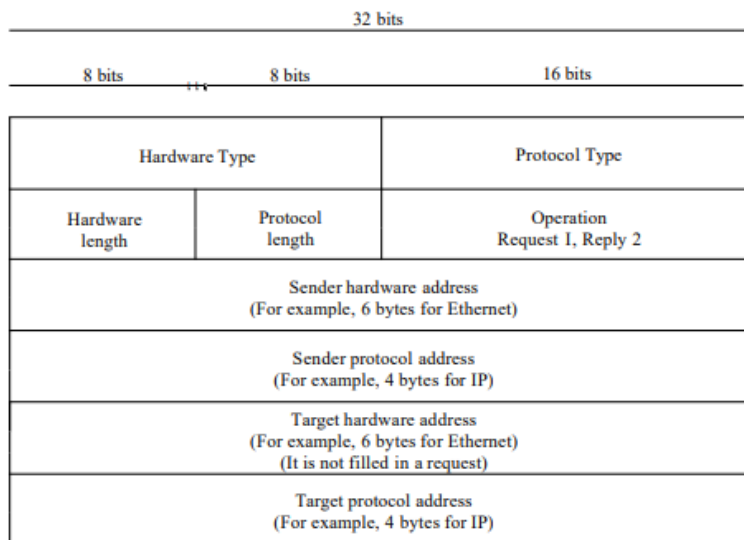 32 bits
8 bits 8 bits 16 bits
Hardware Type Protocol Type
Hardware length Protocol length Operation
Request I, Reply 2
Sender hardware address
(For example, 6 bytes for Ethernet)
Sender protocol address
(For example, 4 bytes for IP)
Target hardware address
(For example, 6 bytes for Ethernet)
(It is not filled in a request)
Target protocol address
(For example, 4 bytes for IP)